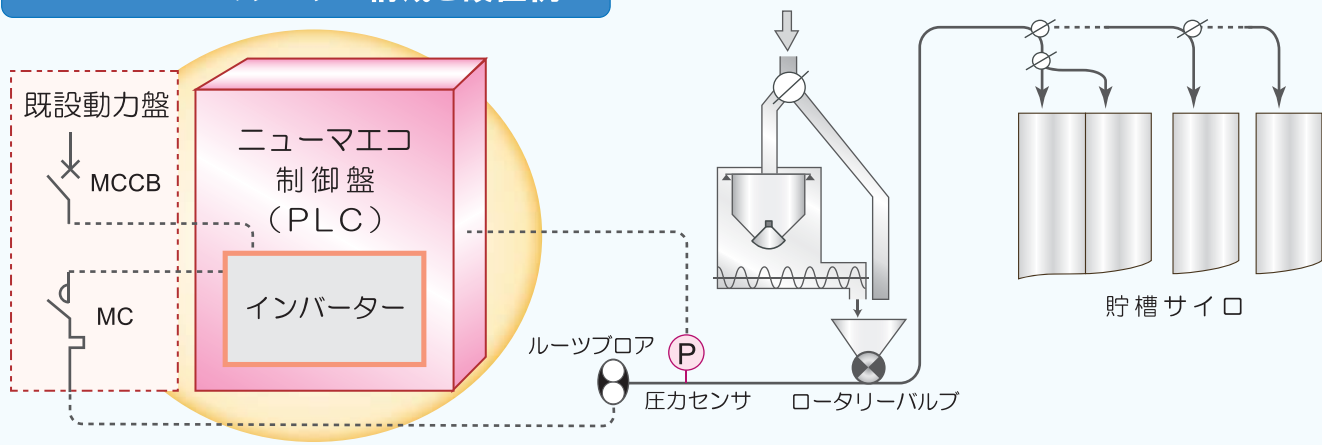 既設動力盤
MCCB
MC
ニューマエコ
制御盤
(PLC)
インバーター
ルーツブロア
P
圧力センサ
ロータリーバルブ
貯槽サイロ